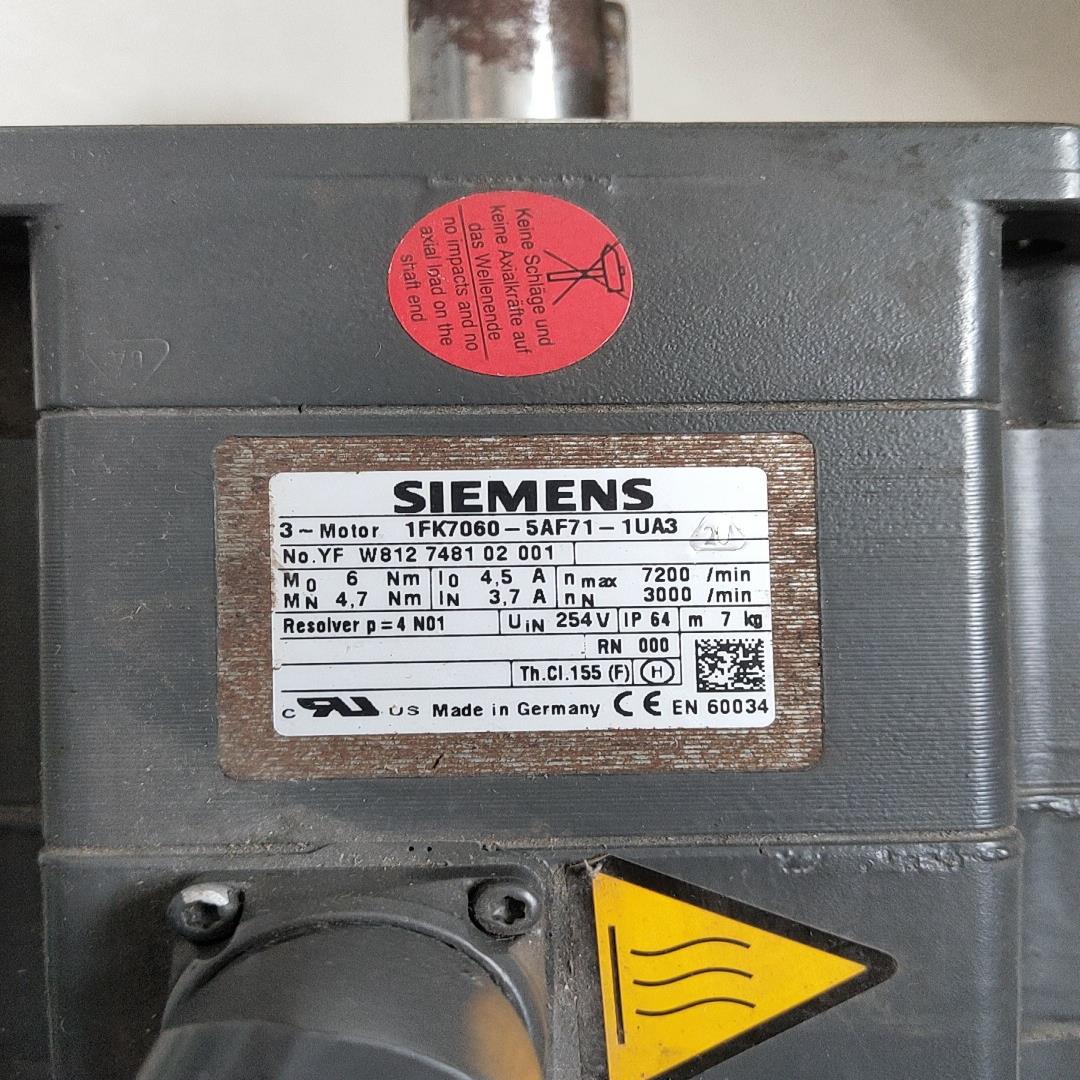 Keine Schläge und
keine Axialkräfte auf
das Wellenende
no impacts and no
axial load on the
shaft end
SIEMENS
3~Motor 1FK7060-5AF71-1UA3
No.YF W812 7481 02 001
M0 6 Nm I0 4,5 A n max 7200 /min
MN 4,7 Nm IN 3,7 A nN 3000 /min
Resolver p=4 N01 UIN 254V IP 64 m 7 kg
RN 000
Th.Cl.155 (F) H
c RU US Made in Germany CE EN 60034